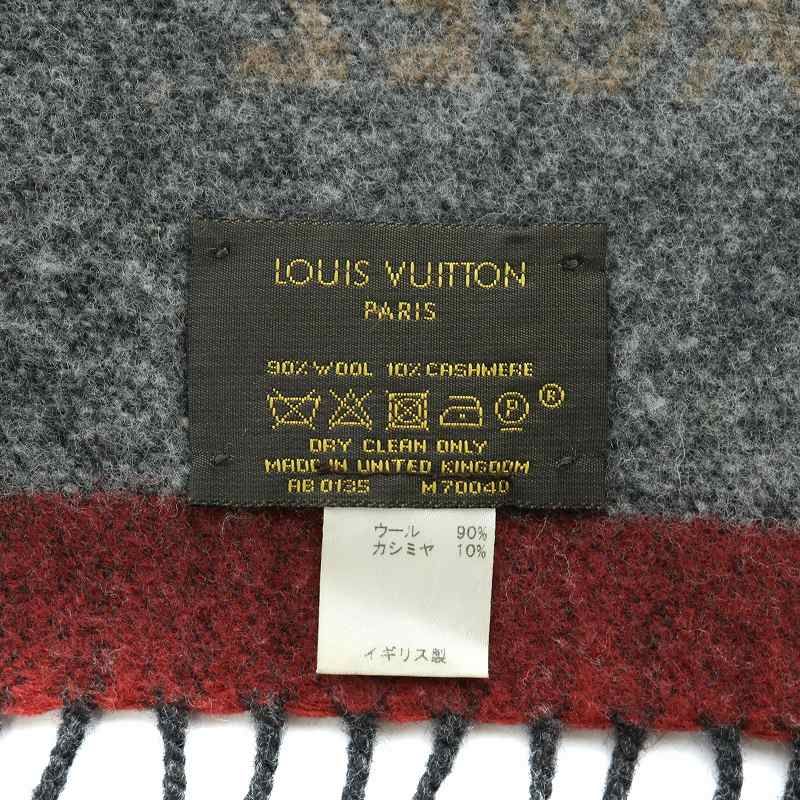 LOUIS VUITTON
PARIS
90% WOOL 10% CASHMERE
P ®
DRY CLEAN ONLY
MADE IN UNITED KINGDOM
AB 0135 M70040
ウール 90%
カシミヤ 10%
イギリス製